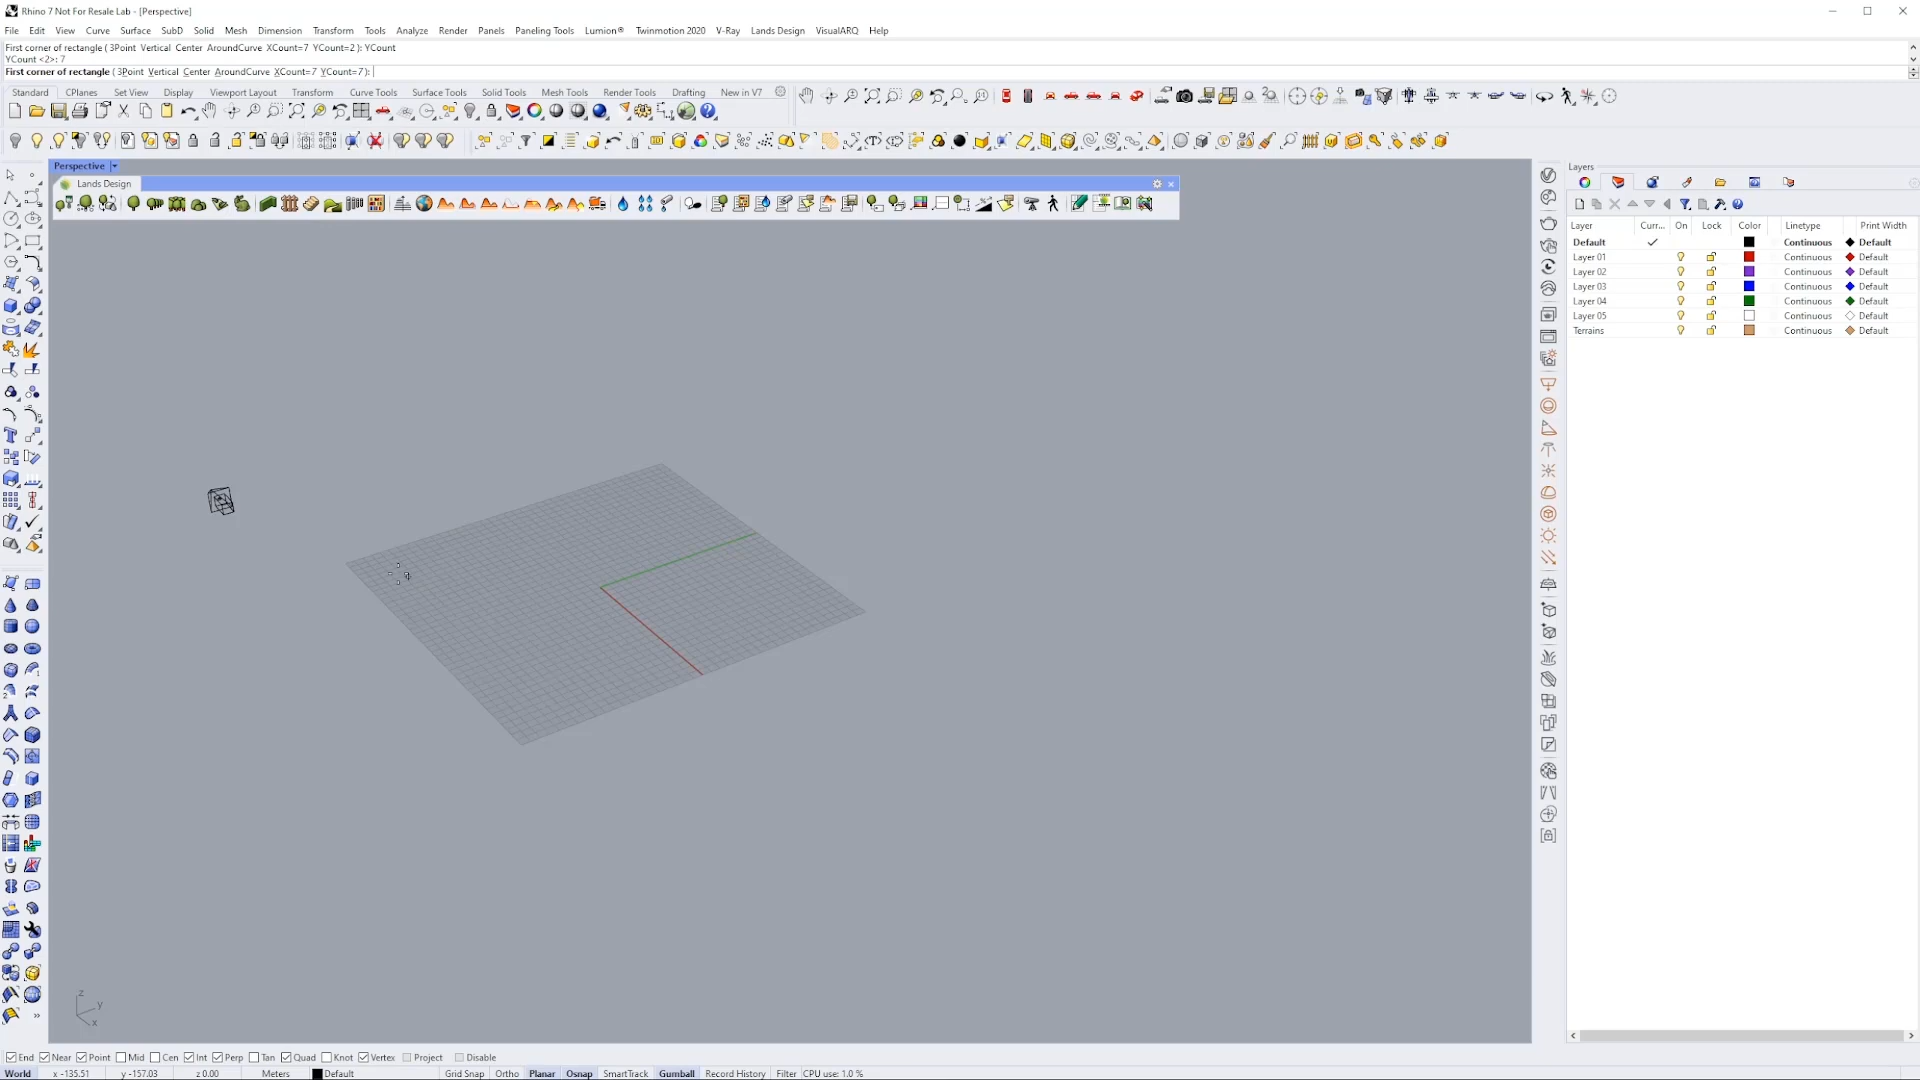 Rhino 7 Not For Resale Lab - [Perspective]
File Edit View Curve Surface SubD Solid Mesh Dimension Transform Tools Analyze Render Panels Paneling Tools Lumion® Twinmotion 2020 V-Ray Lands Design VisualARQ Help
First corner of rectangle ( 3Point Vertical Center AroundCurve XCount=7 YCount=2 ): YCount
YCount <2>: 7
First corner of rectangle ( 3Point Vertical Center AroundCurve XCount=7 YCount=7 ):
Standard CPlanes Set View Display Viewport Layout Transform Curve Tools Surface Tools Solid Tools Mesh Tools Render Tools Drafting New in V7
Perspective
Lands Design
Layers
Layer Curr... On Lock Color Linetype Print Width
Default Continuous Default
Layer 01 Continuous Default
Layer 02 Continuous Default
Layer 03 Continuous Default
Layer 04 Continuous Default
Layer 05 Continuous Default
Terrains Continuous Default
z
y
x
End Near Point Mid Cen Int Perp Tan Quad Knot Vertex Project Disable
World x -135.51 y -157.03 z 0.00 Meters Default Grid Snap Ortho Planar Osnap SmartTrack Gumball Record History Filter CPU use: 1.0 %